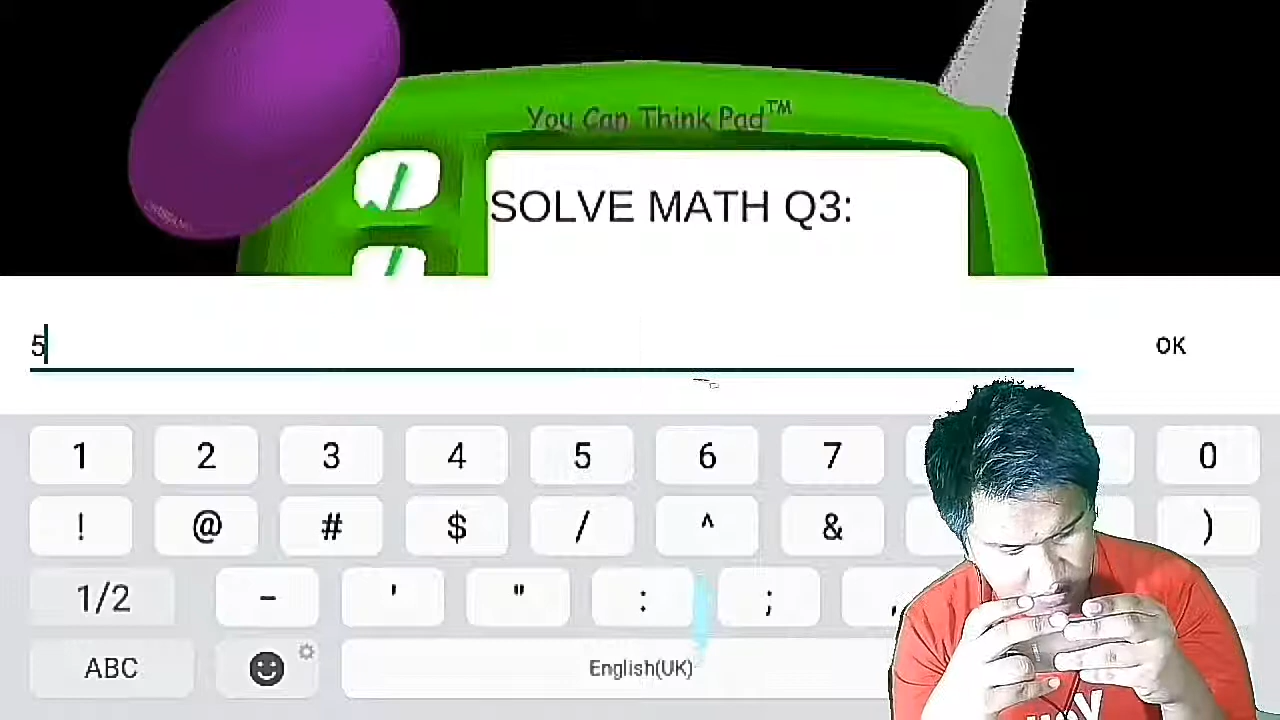 You Can Think Pad™
SOLVE MATH Q3:
5
OK
1 2 3 4 5 6 7 0
! @ # $ / ^ & )
1/2 - ' " : ; ,
ABC English(UK)